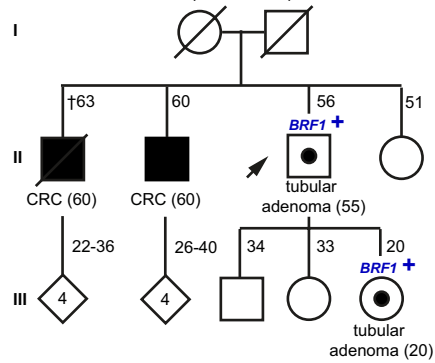 I
†63
60
56
51
BRF1 +
II
CRC (60)
CRC (60)
tubular
adenoma (55)
22-36
26-40
34
33
20
BRF1 +
III
4
4
tubular
adenoma (20)